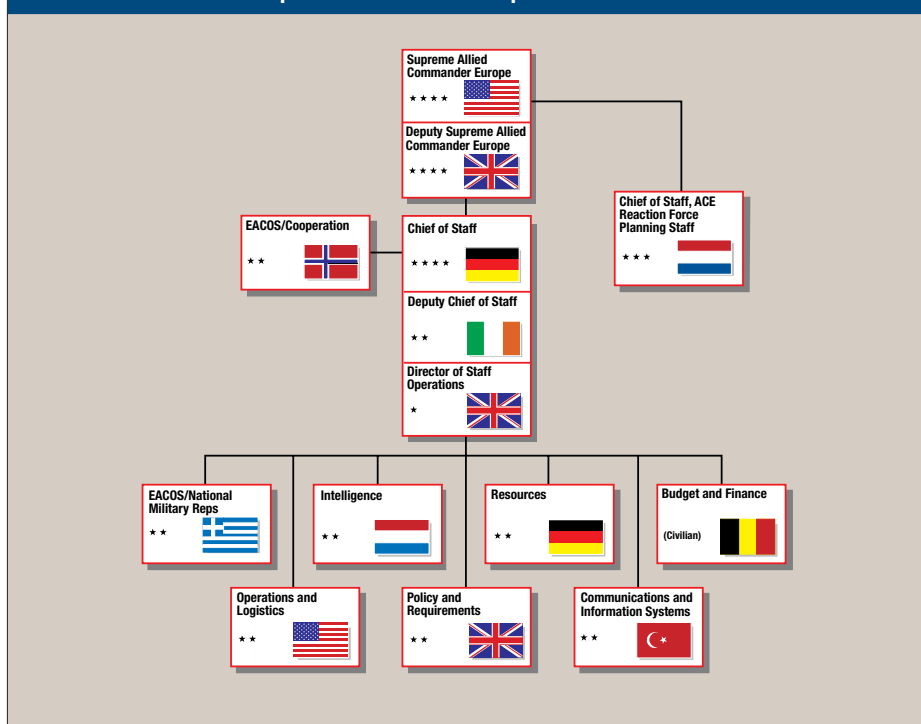 Supreme Allied
Commander Europe
★ ★ ★ ★
Deputy Supreme Allied
Commander Europe
★ ★ ★ ★
Chief of Staff, ACE
Reaction Force
Planning Staff
★ ★ ★
EACOS/Cooperation
★ ★
Chief of Staff
★ ★ ★ ★
Deputy Chief of Staff
★ ★
Director of Staff
Operations
★
EACOS/National
Military Reps
★ ★
Intelligence
★ ★
Resources
★ ★
Budget and Finance
(Civilian)
Operations and
Logistics
★ ★
Policy and
Requirements
★ ★
Communications and
Information Systems
★ ★